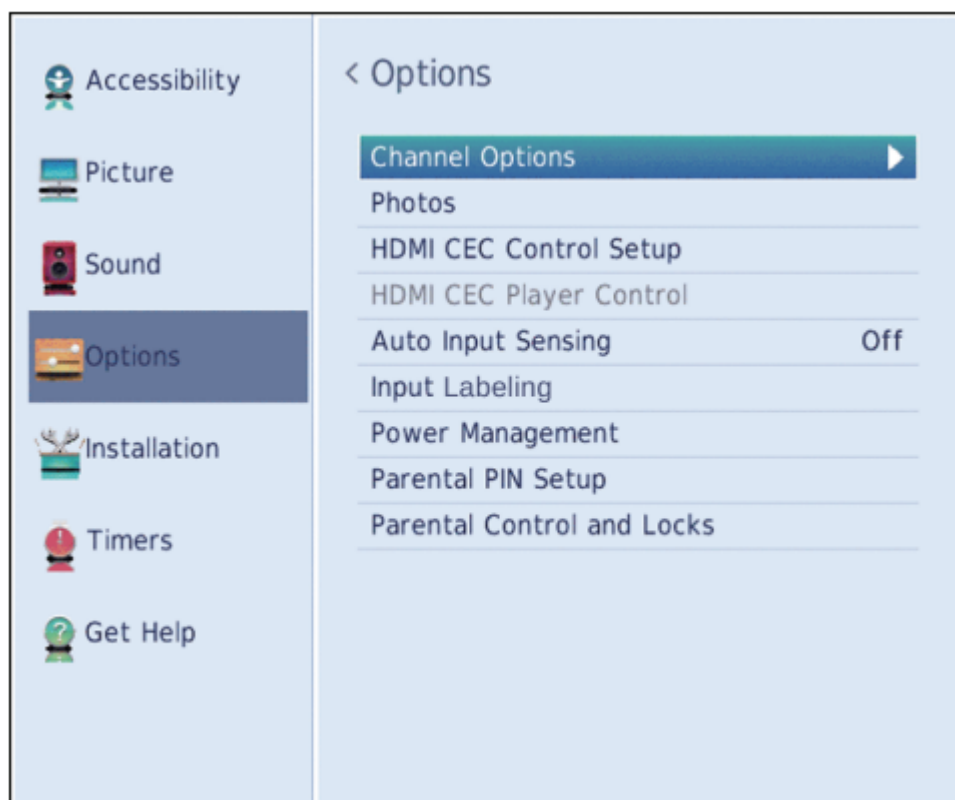 Accessibility
Picture
Sound
Options
Installation
Timers
Get Help
< Options
Channel Options
Photos
HDMI CEC Control Setup
HDMI CEC Player Control
Auto Input Sensing Off
Input Labeling
Power Management
Parental PIN Setup
Parental Control and Locks